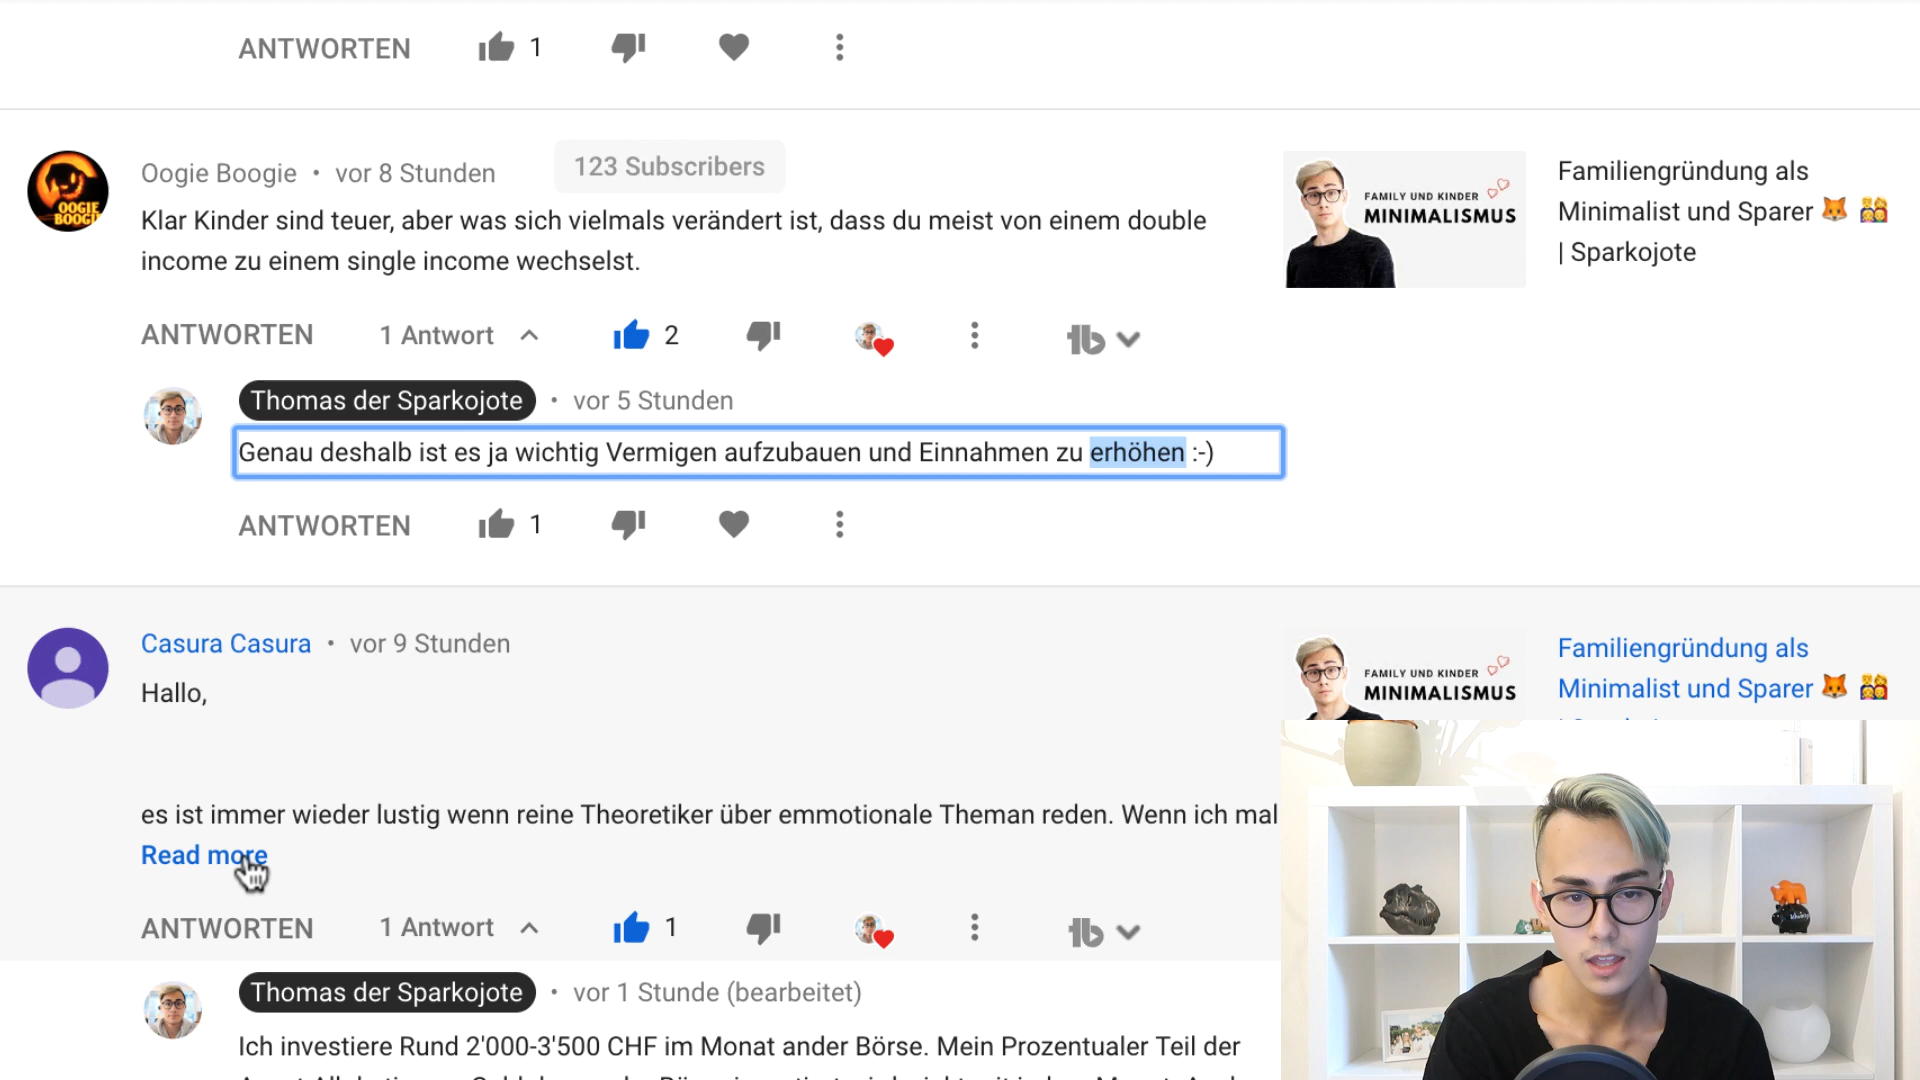 ANTWORTEN 1
Oogie Boogie • vor 8 Stunden 123 Subscribers
Klar Kinder sind teuer, aber was sich vielmals verändert ist, dass du meist von einem double
income zu einem single income wechselst.
OOGIE
BOOGIE
FAMILY UND KINDER
MINIMALISMUS
Familiengründung als
Minimalist und Sparer 🦊 👨‍👩‍👧‍👦
| Sparkojote
ANTWORTEN 1 Antwort 2
Thomas der Sparkojote • vor 5 Stunden
Genau deshalb ist es ja wichtig Vermigen aufzubauen und Einnahmen zu erhöhen :-)
ANTWORTEN 1
Casura Casura • vor 9 Stunden
Hallo,
FAMILY UND KINDER
MINIMALISMUS
Familiengründung als
Minimalist und Sparer 🦊 👨‍👩‍👧‍👦
es ist immer wieder lustig wenn reine Theoretiker über emmotionale Theman reden. Wenn ich mal
Read more
ANTWORTEN 1 Antwort 1
Thomas der Sparkojote • vor 1 Stunde (bearbeitet)
Ich investiere Rund 2'000-3'500 CHF im Monat ander Börse. Mein Prozentualer Teil der